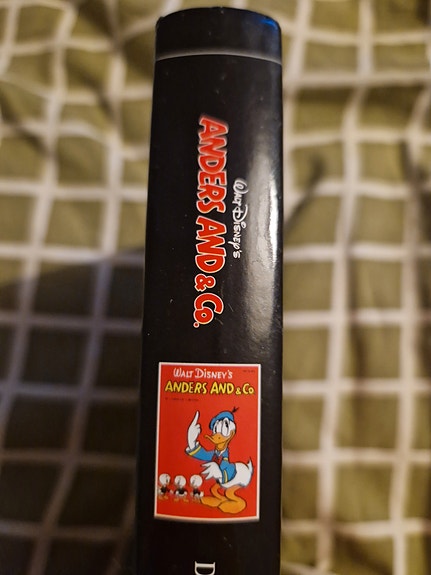 WALT DISNEY'S
ANDERS AND & CO.
WALT DISNEY'S
ANDERS AND & CO.
D